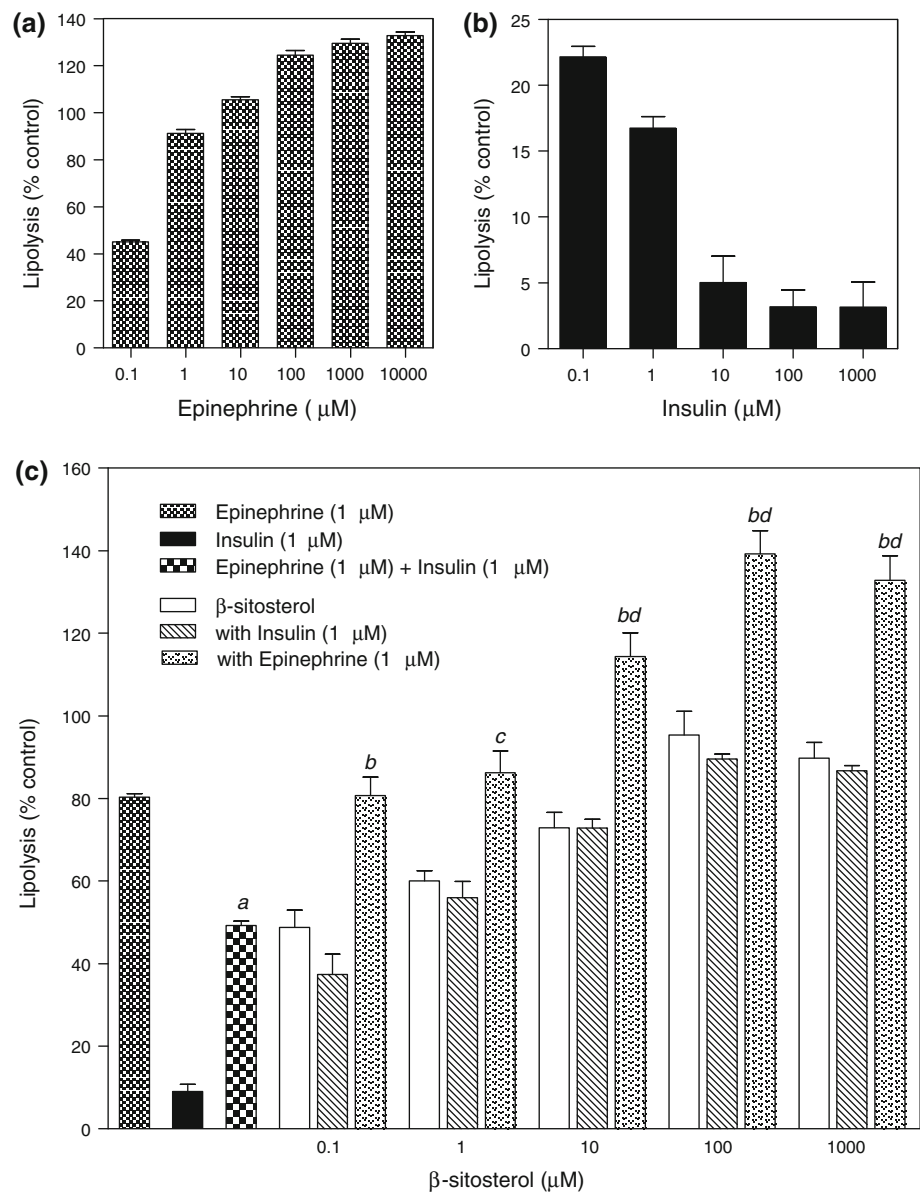 (a)
140
120
100
80
60
40
20
0
Lipolysis (% control)
0.1 1 10 100 1000 10000
Epinephrine ( μM)
(b)
25
20
15
10
5
0
Lipolysis (% control)
0.1 1 10 100 1000
Insulin (μM)
(c)
160
140
120
100
80
60
40
20
0
Lipolysis (% control)
Epinephrine (1 μM)
Insulin (1 μM)
Epinephrine (1 μM) + Insulin (1 μM)
β-sitosterol
with Insulin (1 μM)
with Epinephrine (1 μM)
a
b
c
bd
bd
bd
0.1 1 10 100 1000
β-sitosterol (μM)